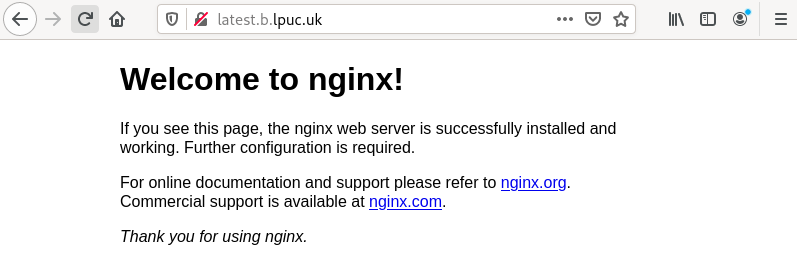 latest.b.lpuc.uk
Welcome to nginx!
If you see this page, the nginx web server is successfully installed and
working. Further configuration is required.
For online documentation and support please refer to nginx.org.
Commercial support is available at nginx.com.
Thank you for using nginx.